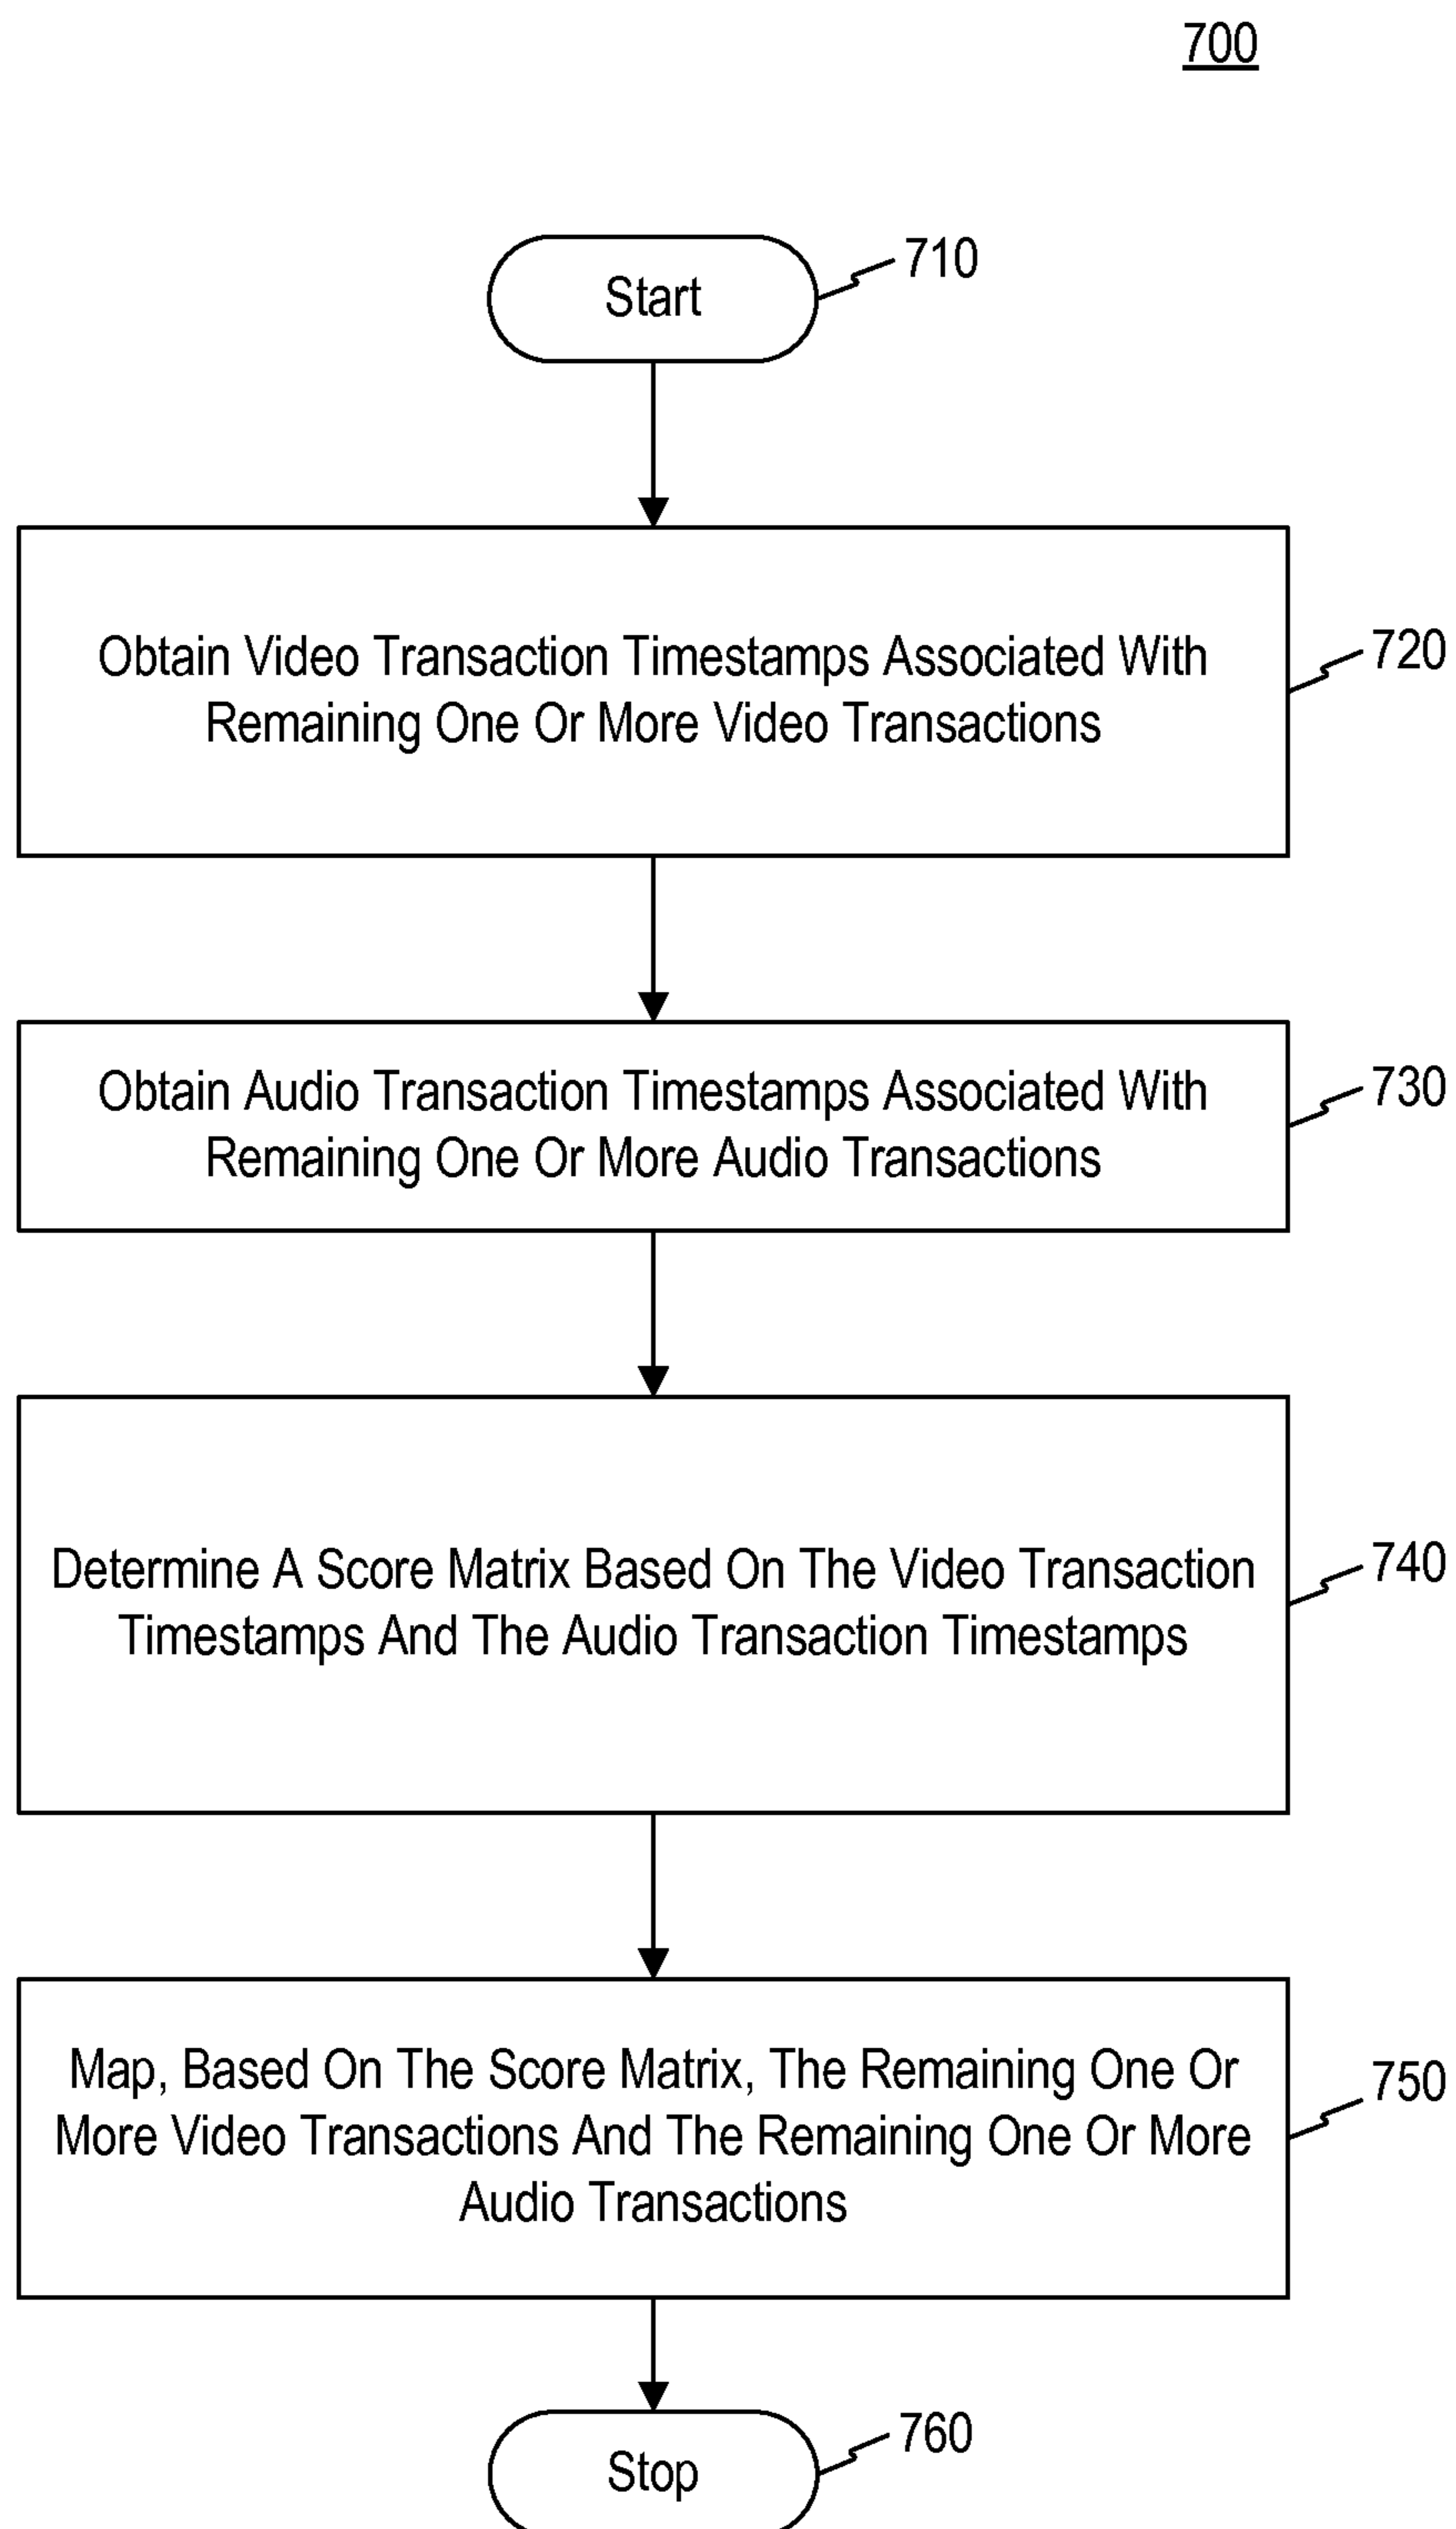 700
Start
710
Obtain Video Transaction Timestamps Associated With
Remaining One Or More Video Transactions
720
Obtain Audio Transaction Timestamps Associated With
Remaining One Or More Audio Transactions
730
Determine A Score Matrix Based On The Video Transaction
Timestamps And The Audio Transaction Timestamps
740
Map, Based On The Score Matrix, The Remaining One Or
More Video Transactions And The Remaining One Or More
Audio Transactions
750
Stop
760